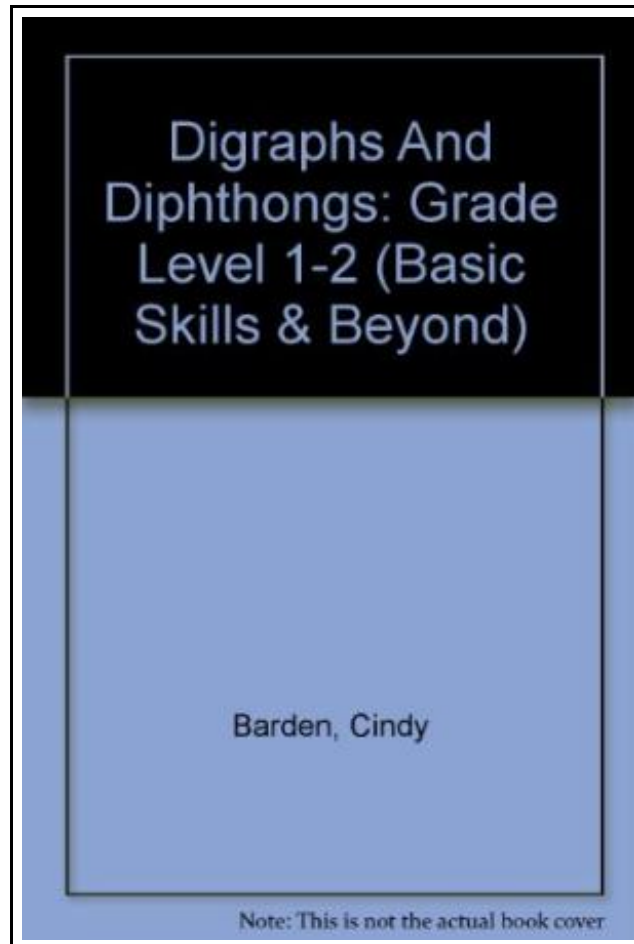 Digraphs And
Diphthongs: Grade
Level 1-2 (Basic
Skills & Beyond)
Barden, Cindy
Note: This is not the actual book cover